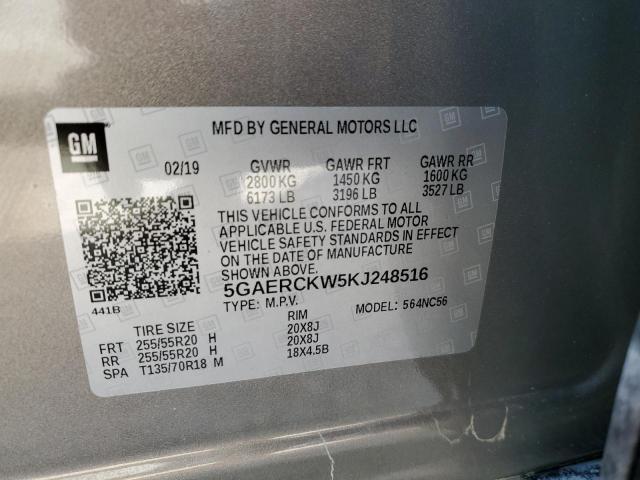 GM
MFD BY GENERAL MOTORS LLC
02/19 GVWR GAWR FRT GAWR RR
2800 KG 1450 KG 1600 KG
6173 LB 3196 LB 3527 LB
THIS VEHICLE CONFORMS TO ALL
APPLICABLE U.S. FEDERAL MOTOR
VEHICLE SAFETY STANDARDS IN EFFECT
ON THE DATE OF MANUFACTURE
SHOWN ABOVE.
5GAERCKW5KJ248516
441B TYPE: M.P.V. MODEL: 564NC56
TIRE SIZE RIM
FRT 255/55R20 H 20X8J
RR 255/55R20 H 20X8J
SPA T135/70R18 M 18X4.5B